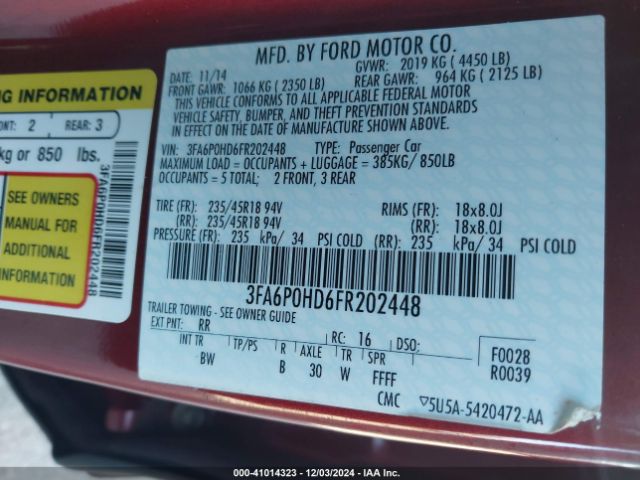 NG INFORMATION
ONT: 2 REAR: 3
kg or 850 lbs.
SEE OWNERS
MANUAL FOR
ADDITIONAL
INFORMATION
3FA6P0HD6FR202448
MFD. BY FORD MOTOR CO.
DATE: 11/14 GVWR: 2019 KG ( 4450 LB)
FRONT GAWR: 1066 KG ( 2350 LB) REAR GAWR: 964 KG ( 2125 LB)
THIS VEHICLE CONFORMS TO ALL APPLICABLE FEDERAL MOTOR
VEHICLE SAFETY, BUMPER, AND THEFT PREVENTION STANDARDS
IN EFFECT ON THE DATE OF MANUFACTURE SHOWN ABOVE.
VIN: 3FA6P0HD6FR202448 TYPE: Passenger Car
MAXIMUM LOAD = OCCUPANTS + LUGGAGE = 385KG/ 850LB
OCCUPANTS = 5 TOTAL; 2 FRONT, 3 REAR
TIRE (FR): 235/45R18 94V RIMS (FR): 18x8.0J
(RR): 235/45R18 94V (RR): 18x8.0J
PRESSURE (FR): 235 kPa/ 34 PSI COLD (RR): 235 kPa/ 34 PSI COLD
3FA6P0HD6FR202448
TRAILER TOWING - SEE OWNER GUIDE
EXT PNT: RR RC: 16 DSO: F0028
INT TR TP/PS R AXLE TR SPR R0039
BW B 30 W FFFF
CMC ▽5U5A-5420472-AA
000-41014323 - 12/03/2024 - IAA Inc.